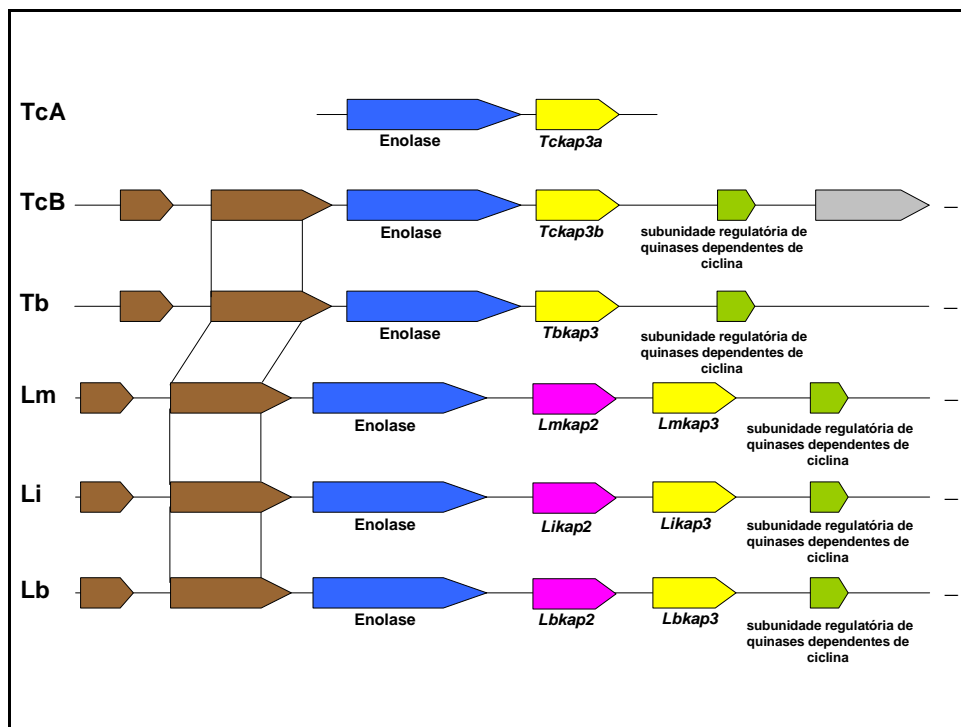 TcA
Enolase
Tckap3a
TcB
Enolase
Tckap3b
subunidade regulatória de
quinases dependentes de
ciclina
Tb
Enolase
Tbkap3
subunidade regulatória de
quinases dependentes de
ciclina
Lm
Enolase
Lmkap2
Lmkap3
subunidade regulatória de
quinases dependentes de
ciclina
Li
Enolase
Likap2
Likap3
subunidade regulatória de
quinases dependentes de
ciclina
Lb
Enolase
Lbkap2
Lbkap3
subunidade regulatória de
quinases dependentes de
ciclina